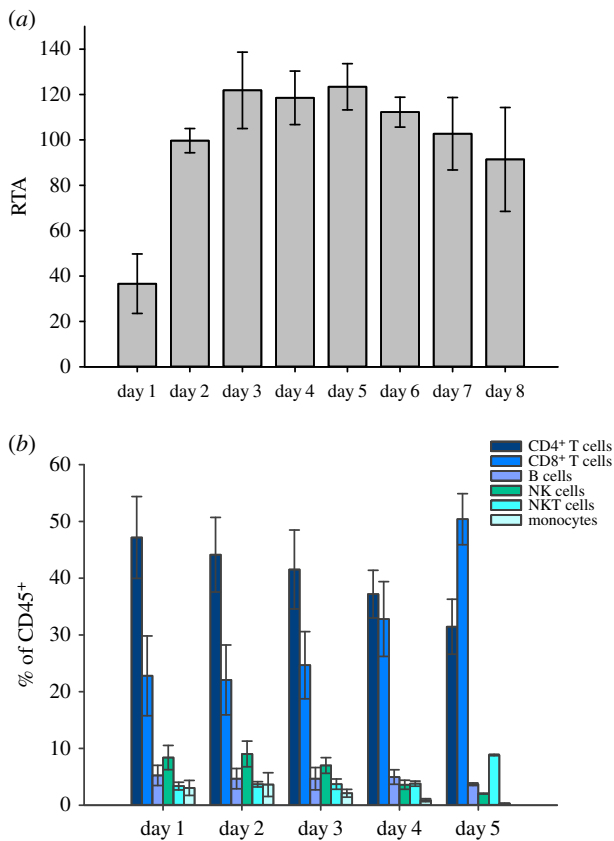 (a)
140
120
100
80
60
40
20
0
RTA
day 1 day 2 day 3 day 4 day 5 day 6 day 7 day 8
(b)
CD4⁺ T cells
CD8⁺ T cells
B cells
NK cells
NKT cells
monocytes
60
50
40
30
20
10
0
% of CD45⁺
day 1 day 2 day 3 day 4 day 5